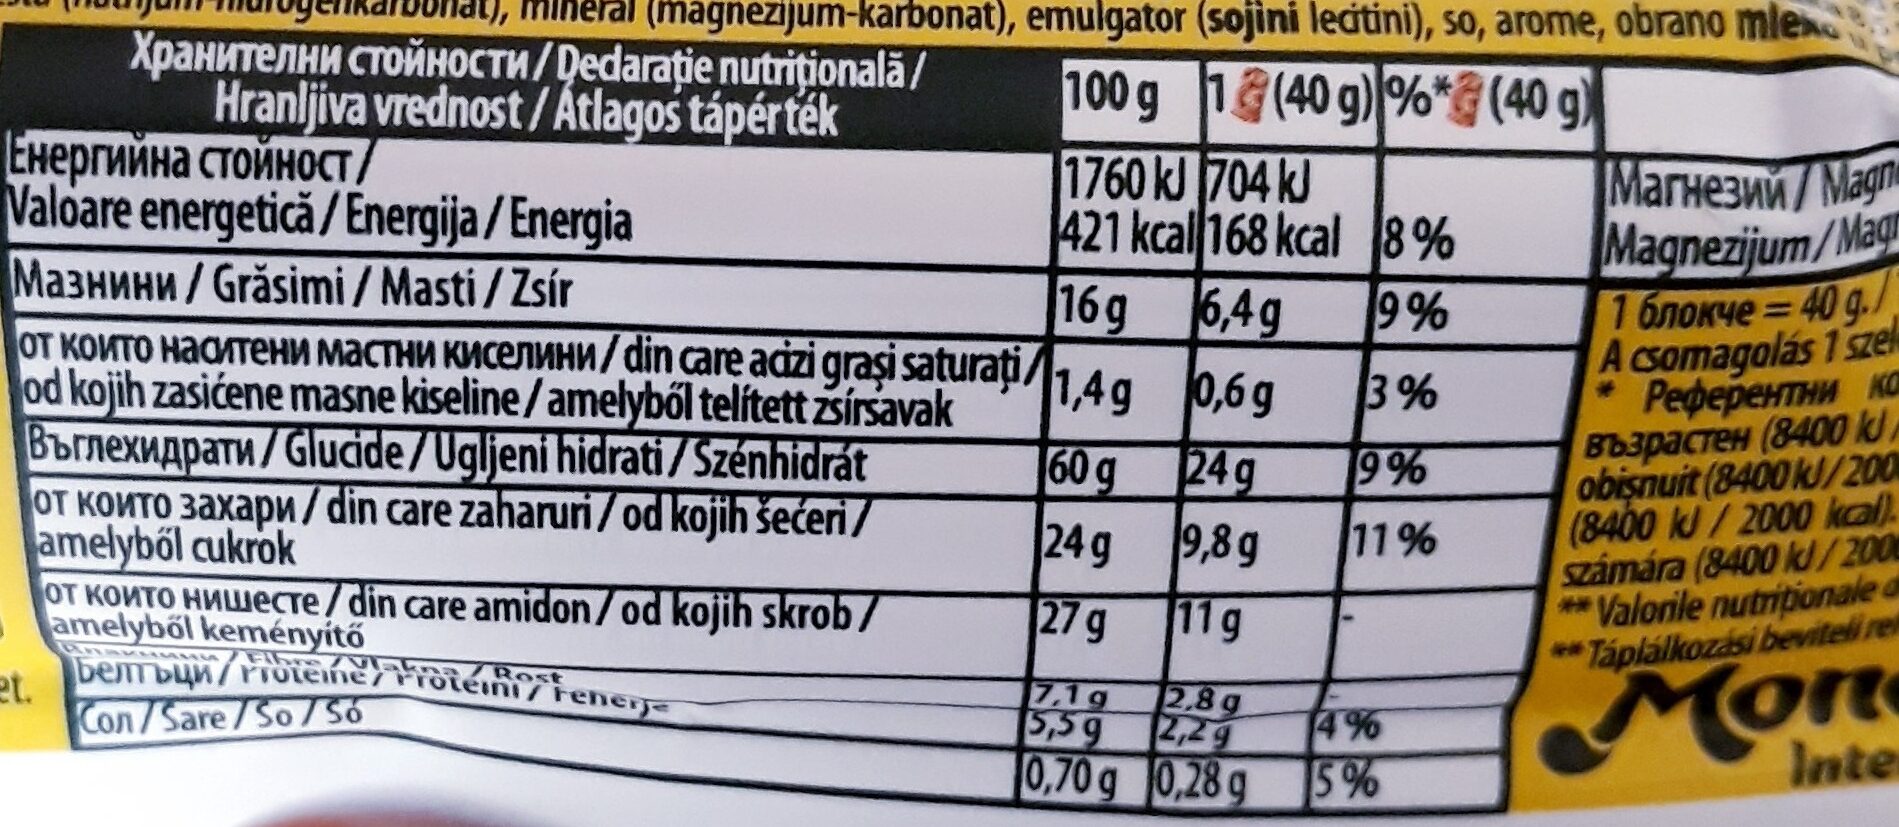 mineral (magnezijum-karbonat), emulgator (sojini lecitini), so, arome, obrano
Хранителни стойности / Declarație nutrițională /
Hranljiva vrednost / Átlagos tápérték
100 g 1 (40 g) %* (40 g)
Енергийна стойност /
Valoare energetică / Energija / Energia
1760 kJ 704 kJ
421 kcal 168 kcal 8 %
Мазнини / Grăsimi / Masti / Zsír 16 g 6,4 g 9 %
от които наситени мастни киселини / din care acizi grași saturați /
od kojih zasićene masne kiseline / amelyből telített zsírsavak
1,4 g 0,6 g 3 %
Въглехидрати / Glucide / Ugljeni hidrati / Szénhidrát 60 g 24 g 9 %
от които захари / din care zaharuri / od kojih šećeri /
amelyből cukrok
24 g 9,8 g 11 %
от които нишесте / din care amidon / od kojih skrob /
amelyből keményítő
27 g 11 g -
Fibre / Vlakna / Rost 7,1 g 2,8 g -
Белтъци / Proteine / Proteini / Fehérje 5,5 g 2,2 g 4 %
Сол / Sare / So / Só 0,70 g 0,28 g 5 %
Магнезий /
Magnezijum /
1 блокче = 40 g. /
A csomagolás 1
* Референтни
възрастен (8400 kJ /
obișnuit (8400 kJ /
(8400 kJ / 2000 kcal).
számára (8400 kJ /
** Valorile nutriționale
** Táplálkozási beviteli
et.